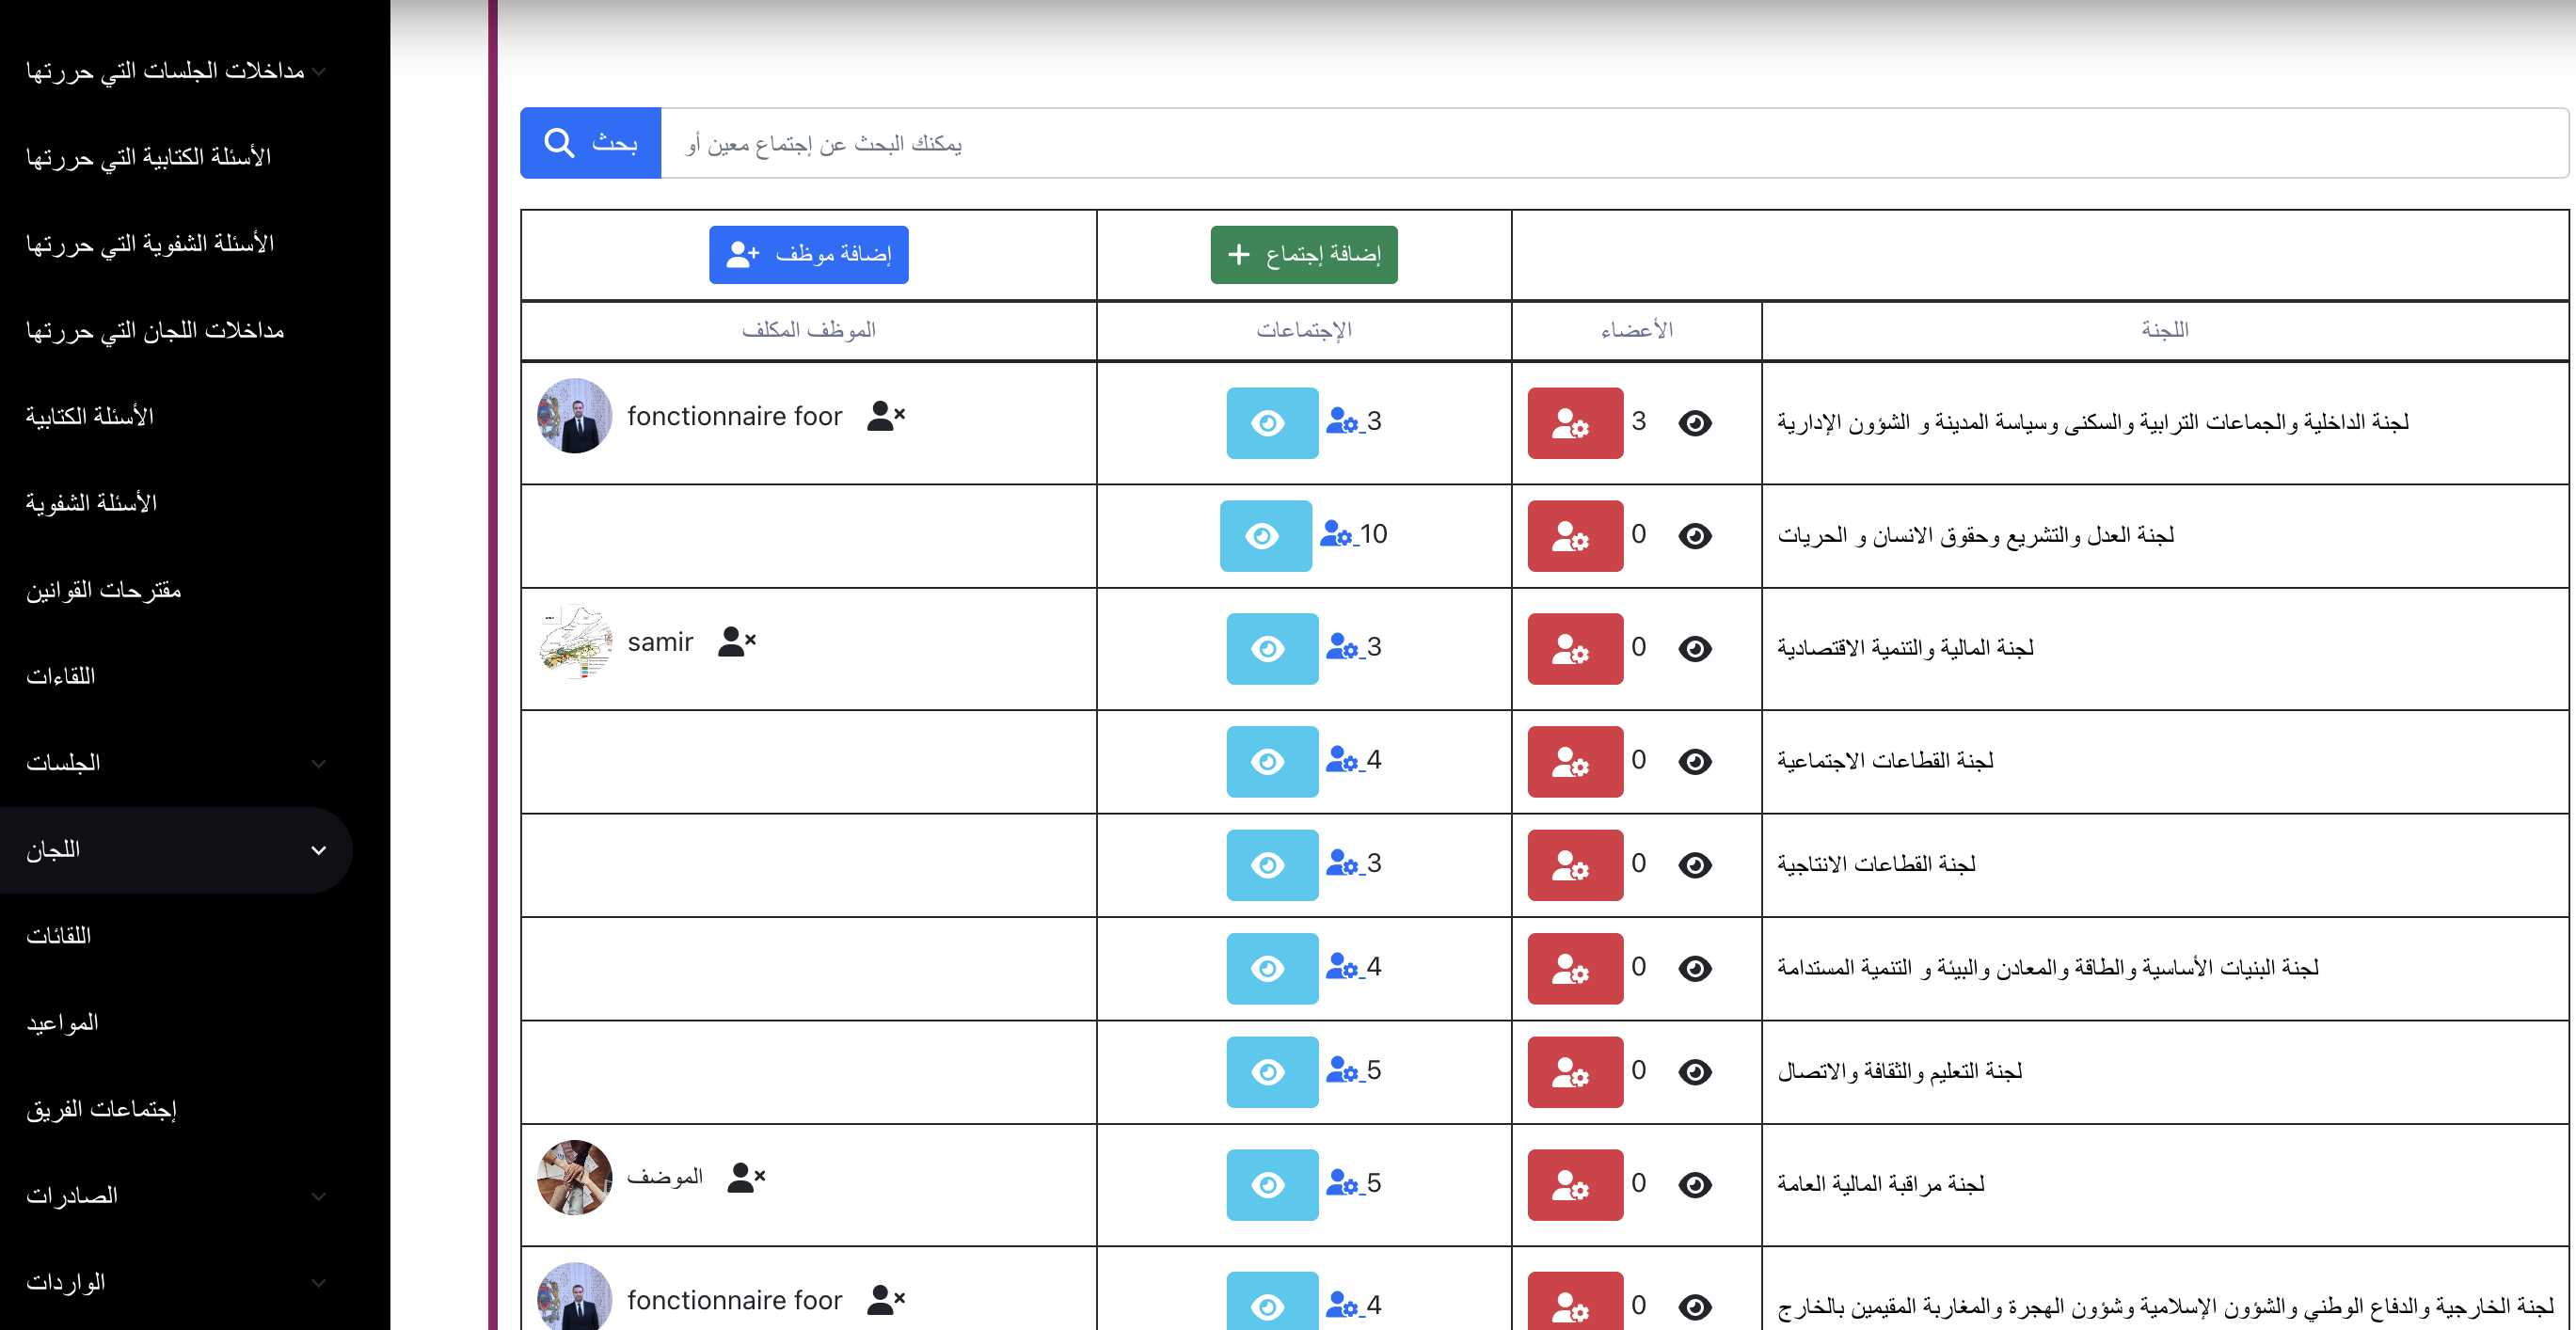 مداخلات الجلسات التي حررتها
الأسئلة الكتابية التي حررتها
الأسئلة الشفوية التي حررتها
مداخلات اللجان التي حررتها
الأسئلة الكتابية
الأسئلة الشفوية
مقترحات القوانين
اللقاءات
الجلسات
اللجان
اللقائات
المواعيد
إجتماعات الفريق
الصادرات
الواردات
يمكنك البحث عن إجتماع معين أو
بحث
إضافة إجتماع
إضافة موظف
اللجنة الأعضاء الإجتماعات الموظف المكلف
لجنة الداخلية والجماعات الترابية والسكنى وسياسة المدينة و الشؤون الإدارية 3 3 fonctionnaire foor
لجنة العدل والتشريع وحقوق الانسان و الحريات 0 10
لجنة المالية والتنمية الاقتصادية 0 3 samir
لجنة القطاعات الاجتماعية 0 4
لجنة القطاعات الانتاجية 0 3
لجنة البنيات الأساسية والطاقة والمعادن والبيئة و التنمية المستدامة 0 4
لجنة التعليم والثقافة والاتصال 0 5
لجنة مراقبة المالية العامة 0 5 الموضف
لجنة الخارجية والدفاع الوطني والشؤون الإسلامية وشؤون الهجرة والمغاربة المقيمين بالخارج 0 4 fonctionnaire foor